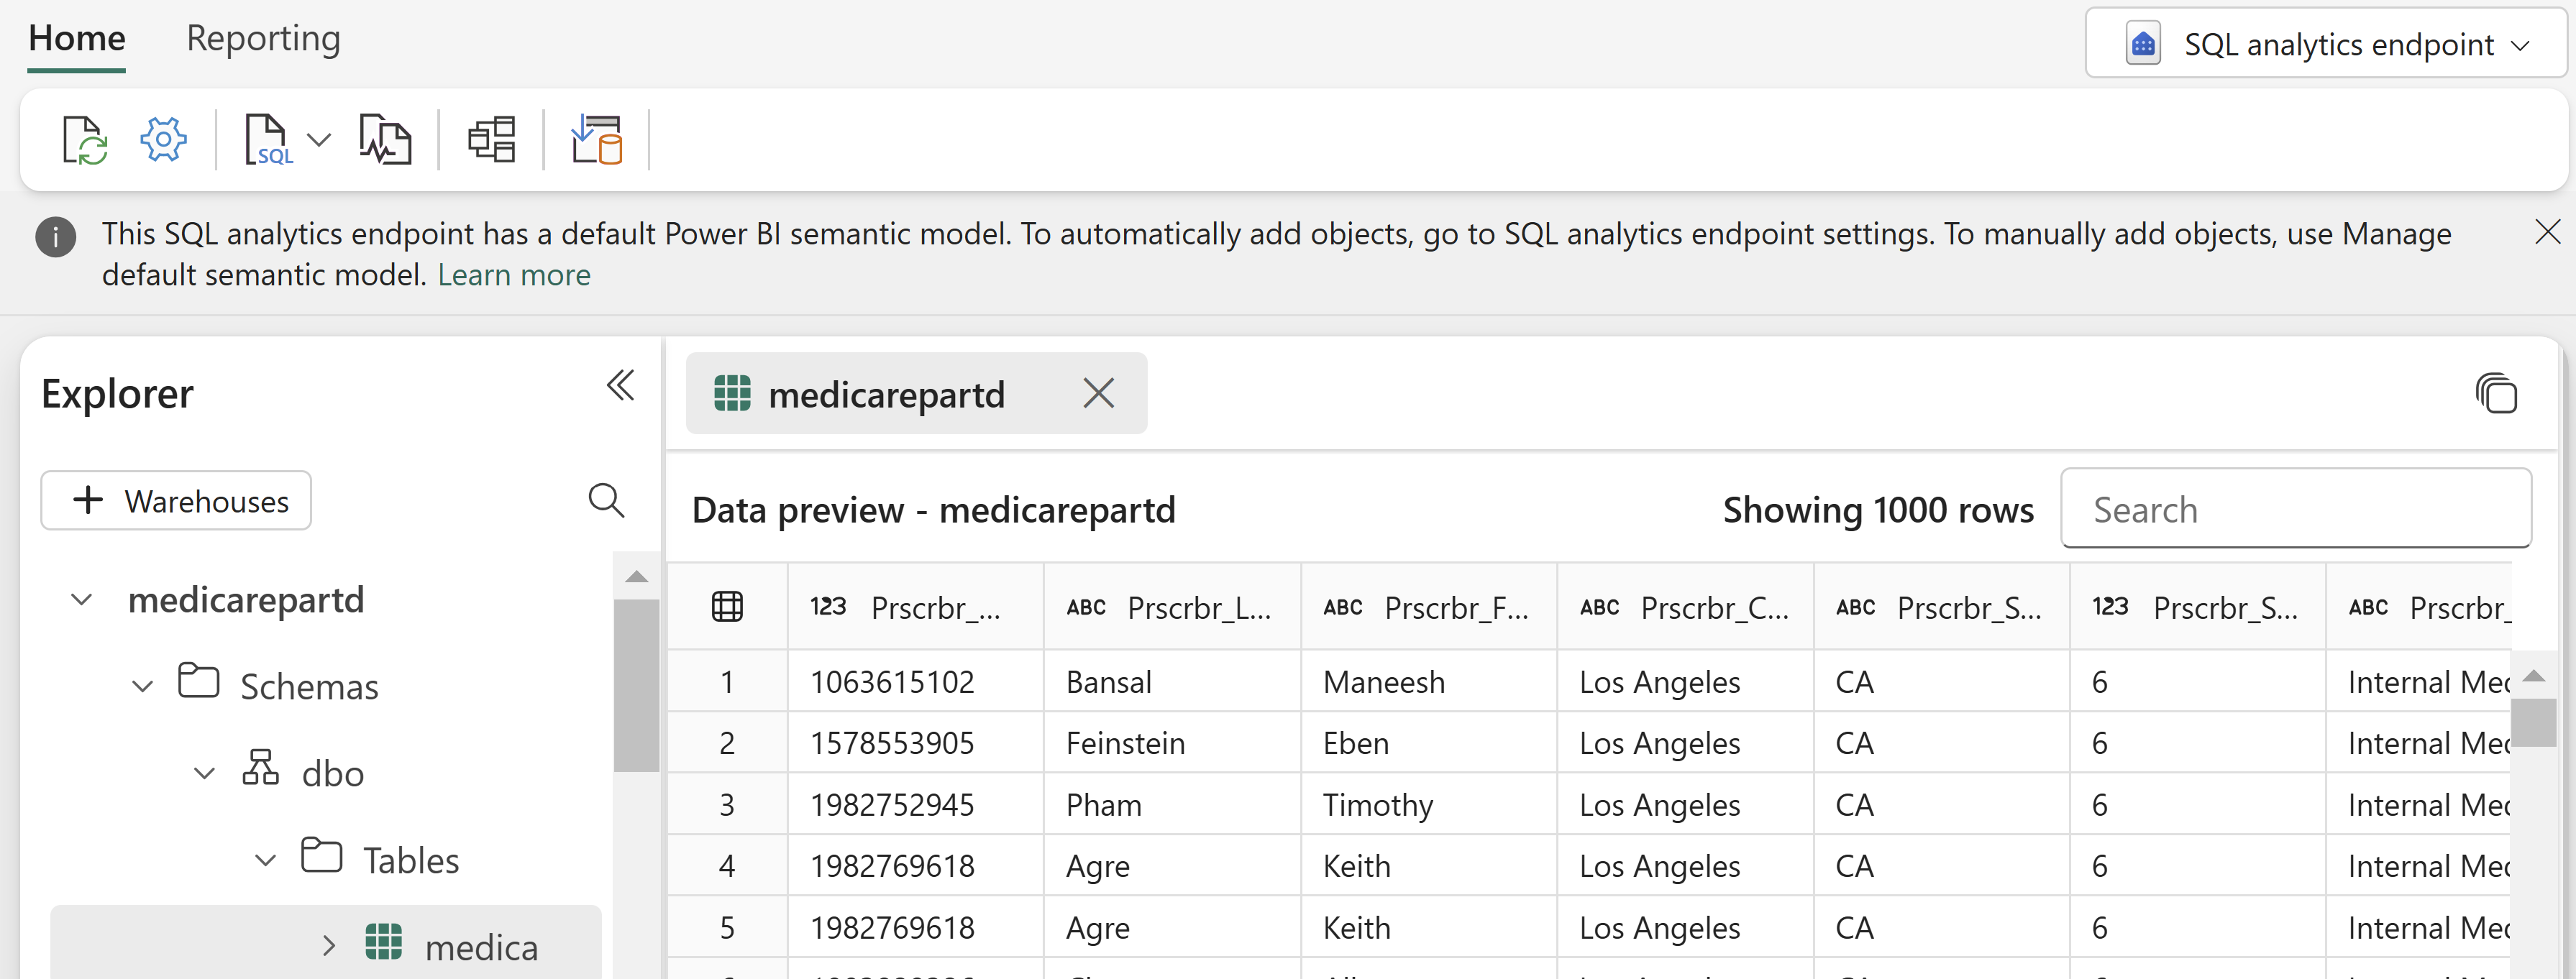 Home Reporting SQL analytics endpoint
SQL
This SQL analytics endpoint has a default Power BI semantic model. To automatically add objects, go to SQL analytics endpoint settings. To manually add objects, use Manage
default semantic model. Learn more
Explorer
medicarepartd
Warehouses
Data preview - medicarepartd Showing 1000 rows Search
medicarepartd
Schemas
dbo
Tables
medica
123 Prscrbr_... ABC Prscrbr_L... ABC Prscrbr_F... ABC Prscrbr_C... ABC Prscrbr_S... 123 Prscrbr_S... ABC Prscrbr_
1 1063615102 Bansal Maneesh Los Angeles CA 6 Internal Med
2 1578553905 Feinstein Eben Los Angeles CA 6 Internal Med
3 1982752945 Pham Timothy Los Angeles CA 6 Internal Med
4 1982769618 Agre Keith Los Angeles CA 6 Internal Med
5 1982769618 Agre Keith Los Angeles CA 6 Internal Med